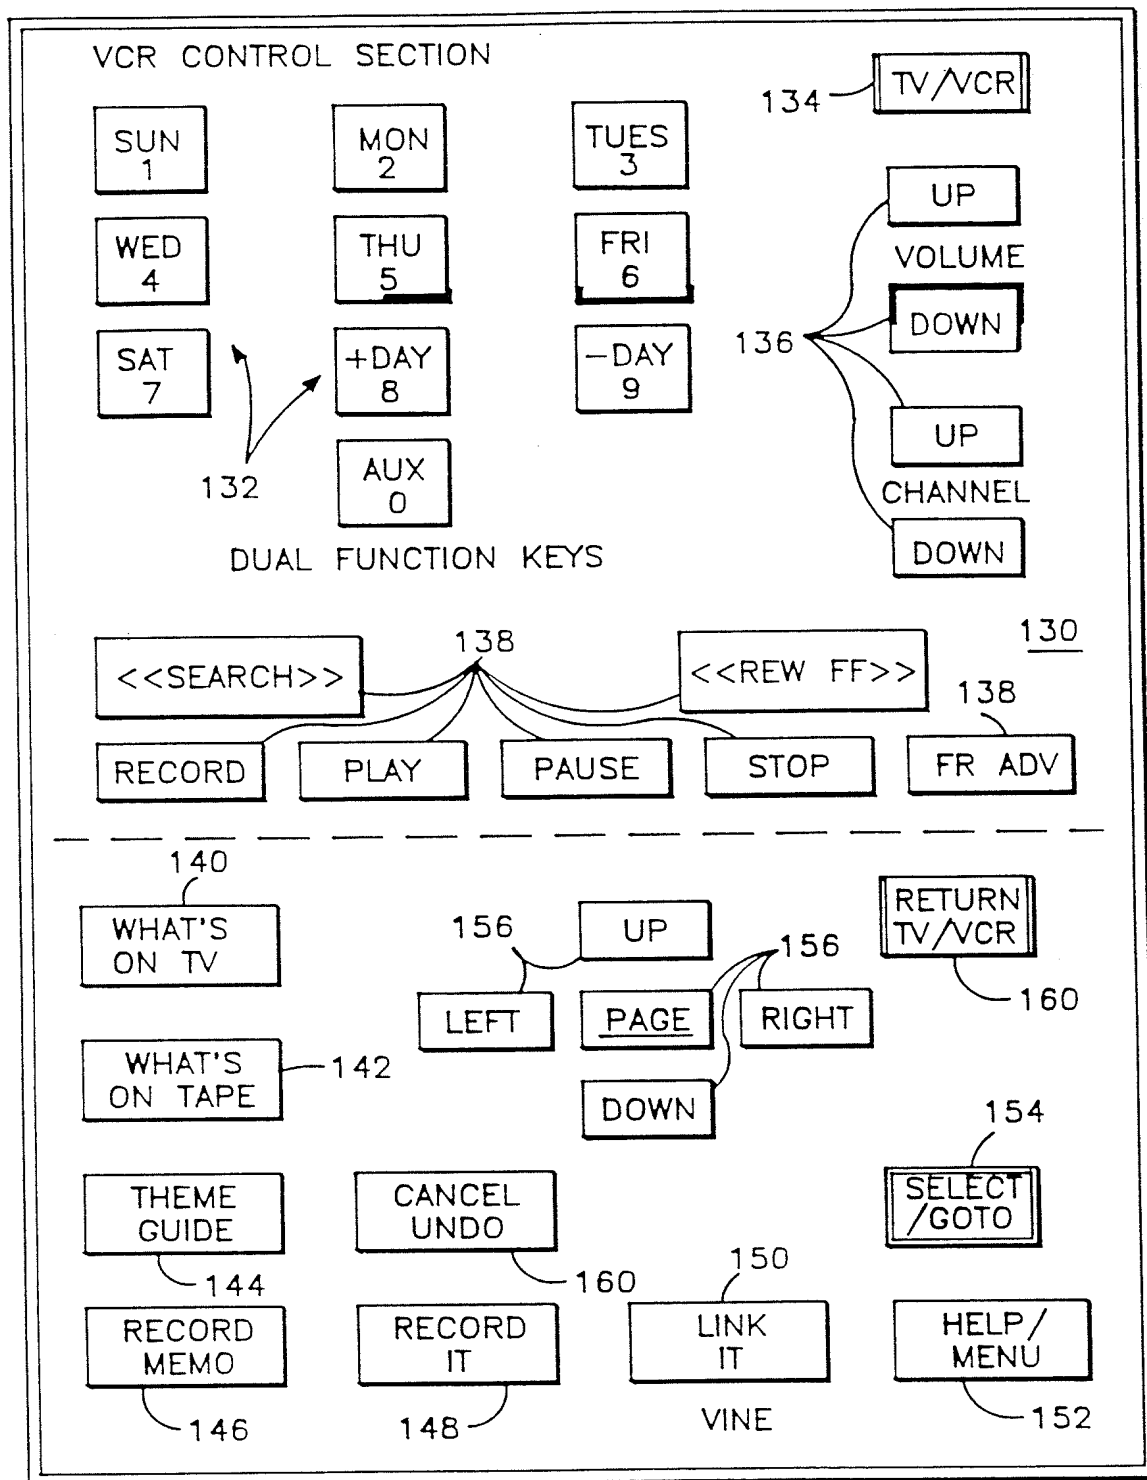 VCR CONTROL SECTION
TV/VCR
134
SUN
1
MON
2
TUES
3
UP
WED
4
THU
5
FRI
6
VOLUME
DOWN
136
SAT
7
+DAY
8
-DAY
9
UP
132
AUX
0
CHANNEL
DOWN
DUAL FUNCTION KEYS
130
<<SEARCH>>
138
<<REW FF>>
138
RECORD
PLAY
PAUSE
STOP
FR ADV
140
WHAT'S
ON TV
156
UP
156
RETURN
TV/VCR
160
LEFT
PAGE
RIGHT
WHAT'S
ON TAPE
142
DOWN
154
THEME
GUIDE
144
CANCEL
UNDO
160
SELECT
/GOTO
150
RECORD
MEMO
146
RECORD
IT
148
LINK
IT
HELP/
MENU
152
VINE